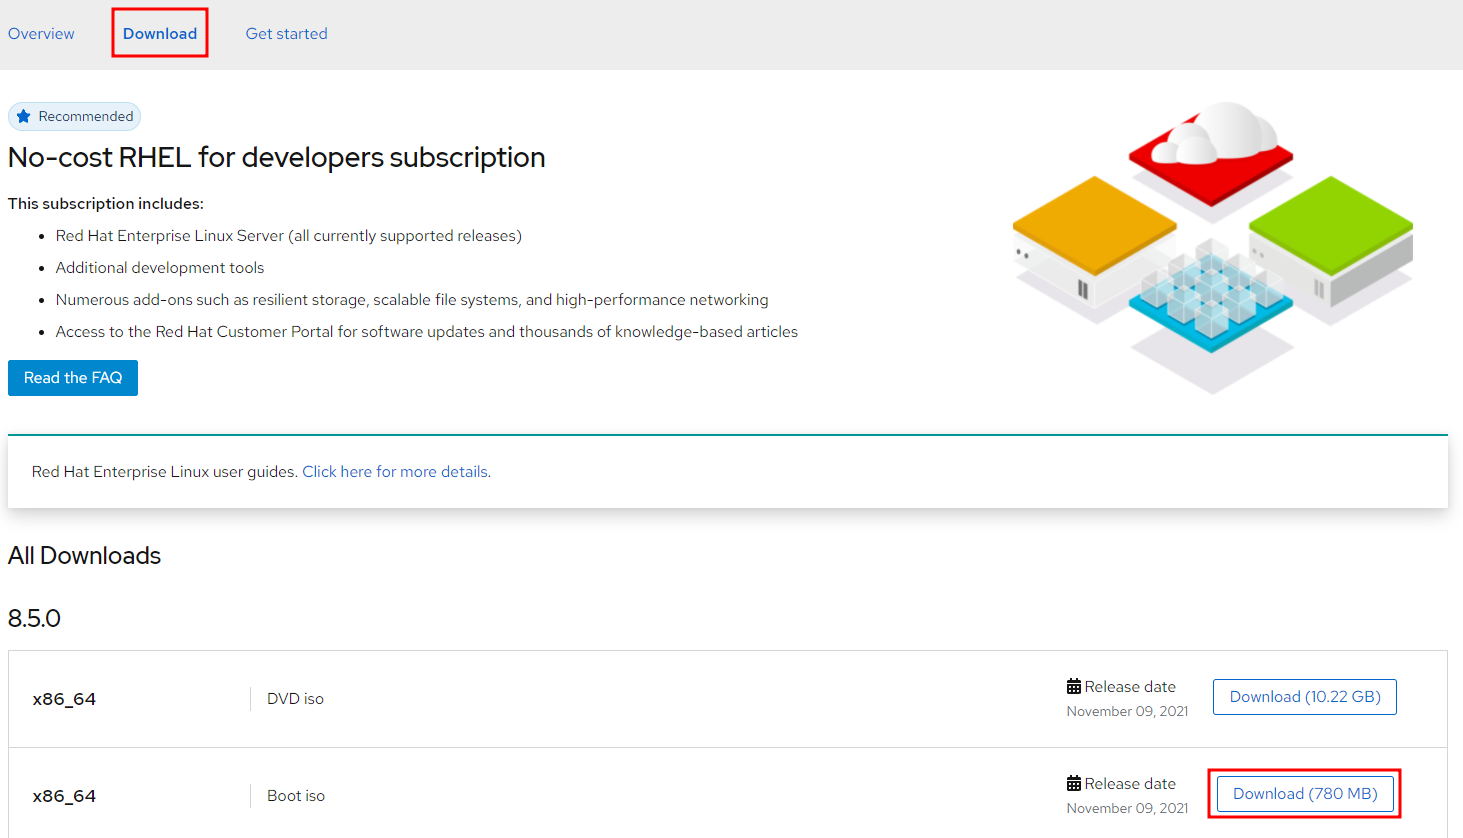 Overview Download Get started
Recommended
No-cost RHEL for developers subscription
This subscription includes:
• Red Hat Enterprise Linux Server (all currently supported releases)
• Additional development tools
• Numerous add-ons such as resilient storage, scalable file systems, and high-performance networking
• Access to the Red Hat Customer Portal for software updates and thousands of knowledge-based articles
Read the FAQ
Red Hat Enterprise Linux user guides. Click here for more details.
All Downloads
8.5.0
x86_64 DVD iso Release date November 09, 2021 Download (10.22 GB)
x86_64 Boot iso Release date November 09, 2021 Download (780 MB)